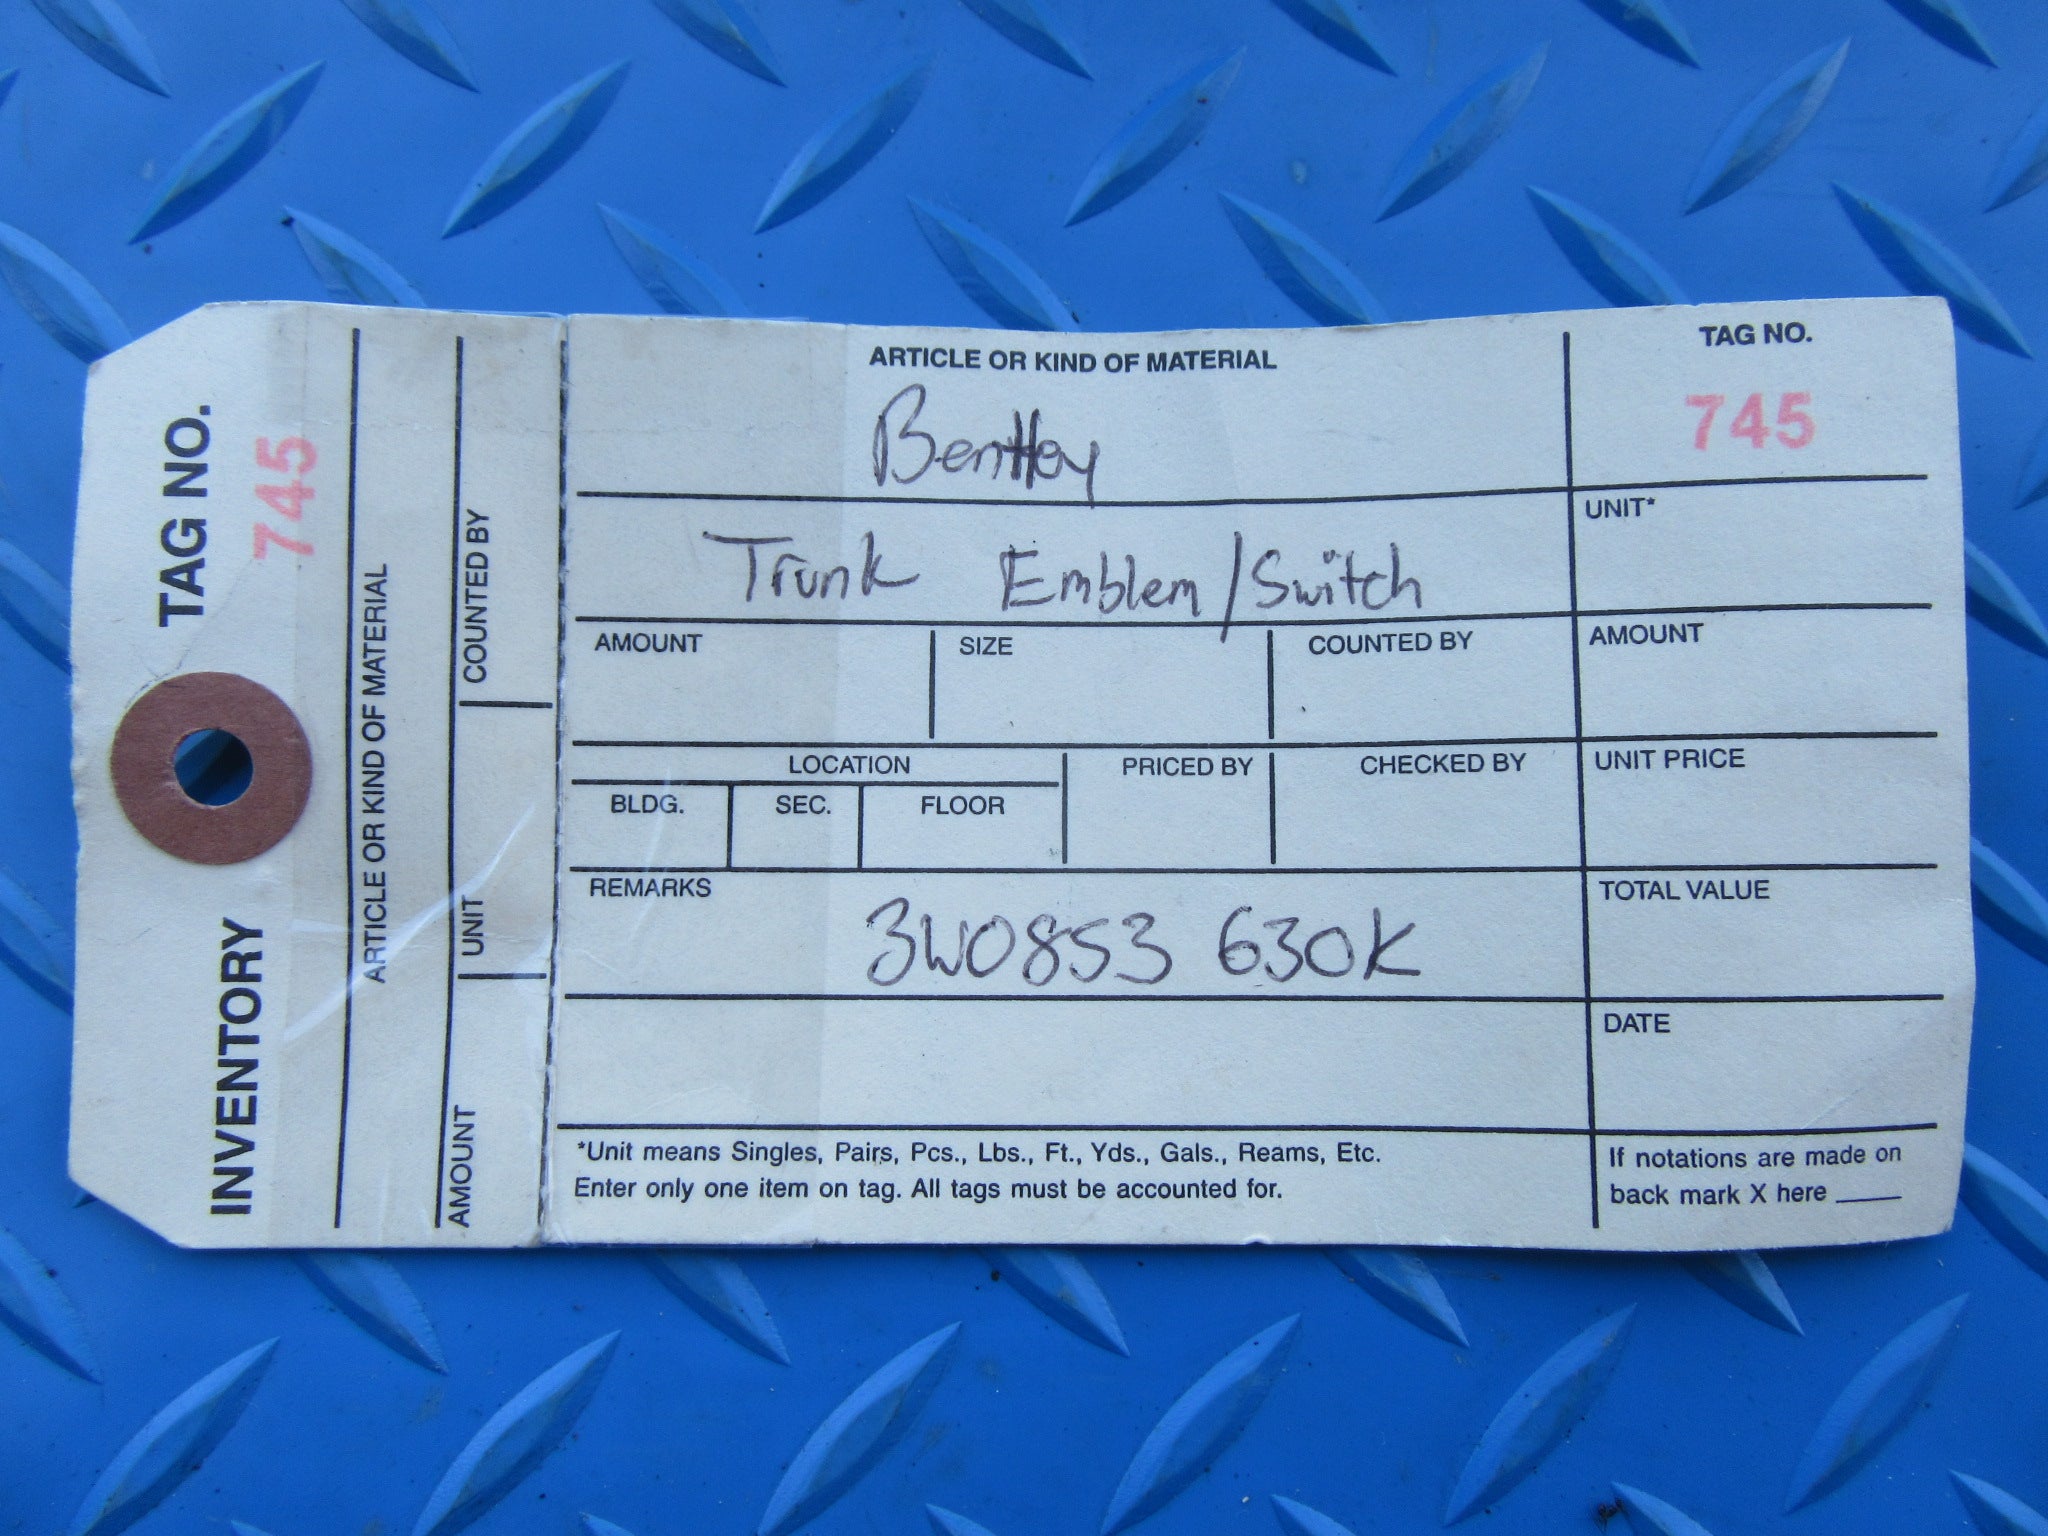 TAG NO.
745
INVENTORY
ARTICLE OR KIND OF MATERIAL
COUNTED BY
UNIT
AMOUNT
ARTICLE OR KIND OF MATERIAL
Bentley
TAG NO.
745
Trunk Emblem/Switch
UNIT*
AMOUNT
SIZE
COUNTED BY
AMOUNT
LOCATION
BLDG.
SEC.
FLOOR
PRICED BY
CHECKED BY
UNIT PRICE
REMARKS
3W0853 630K
TOTAL VALUE
DATE
*Unit means Singles, Pairs, Pcs., Lbs., Ft., Yds., Gals., Reams, Etc.
Enter only one item on tag. All tags must be accounted for.
If notations are made on
back mark X here